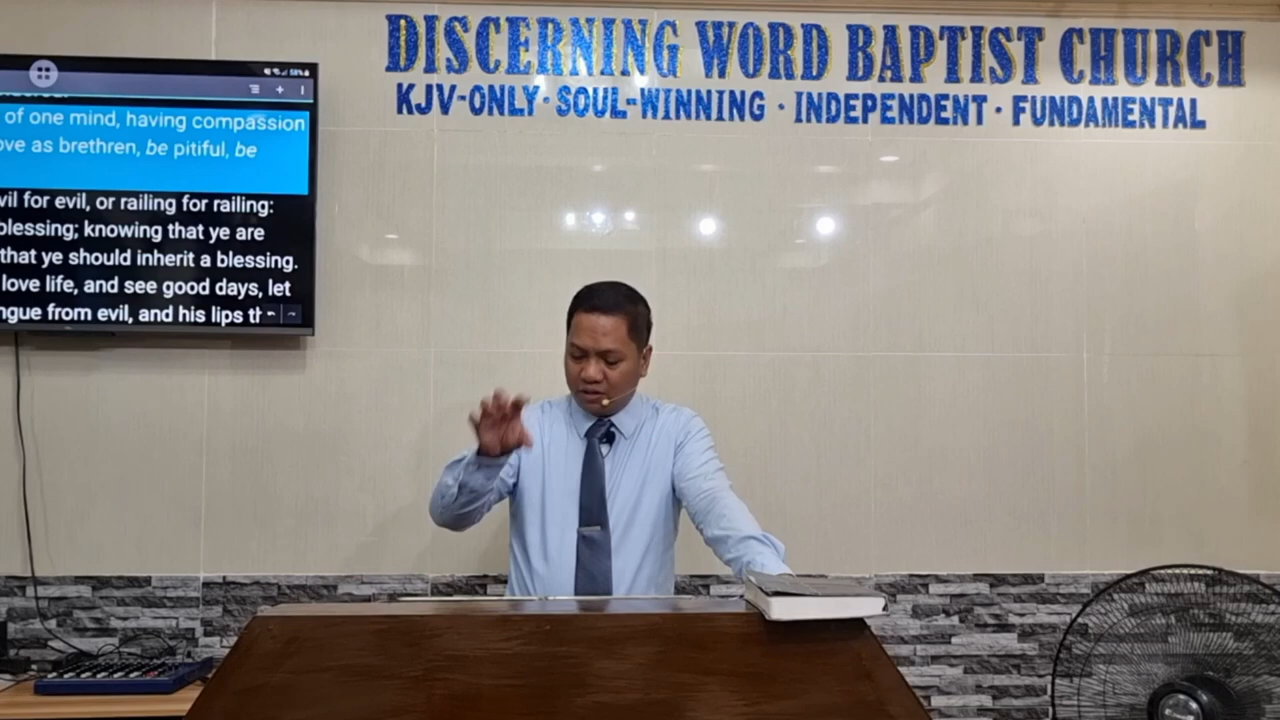 DISCERNING WORD BAPTIST CHURCH
KJV-ONLY · SOUL-WINNING · INDEPENDENT · FUNDAMENTAL
58%
of one mind, having compassion
ove as brethren, be pitiful, be
vil for evil, or railing for railing:
blessing; knowing that ye are
that ye should inherit a blessing.
love life, and see good days, let
ngue from evil, and his lips th